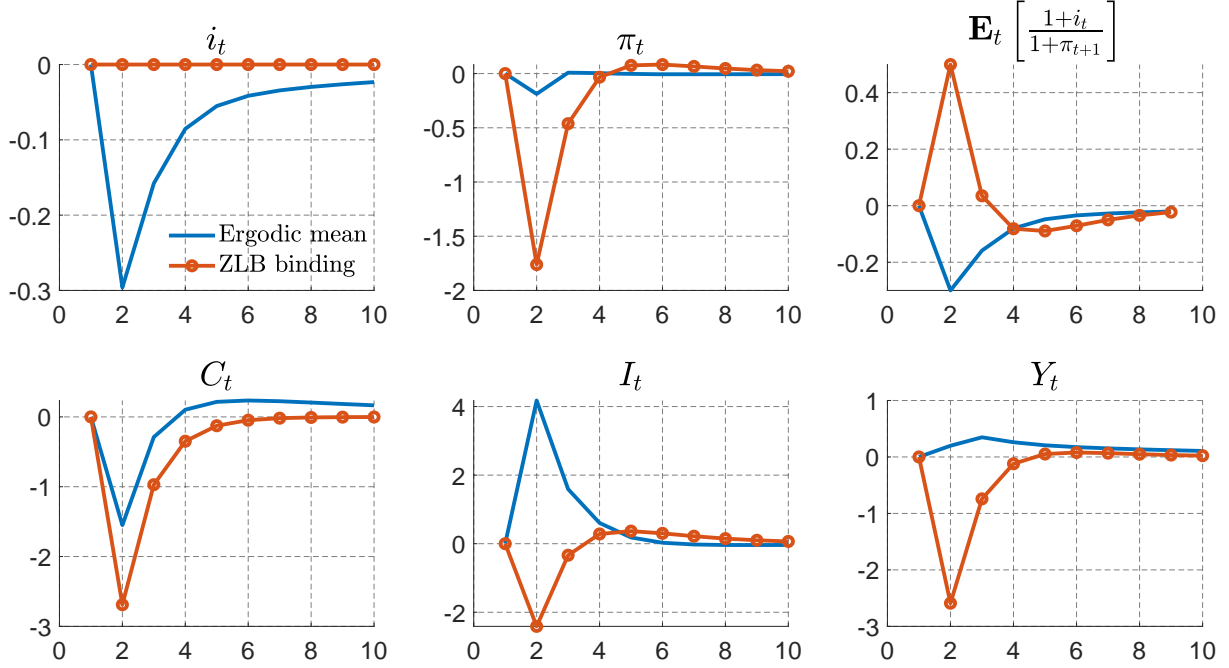 i_t
0
-0.1
-0.2
-0.3
0 2 4 6 8 10
Ergodic mean
ZLB binding
π_t
0
-0.5
-1
-1.5
-2
0 2 4 6 8 10
E_t [ (1+i_t)/(1+π_{t+1}) ]
0.4
0.2
0
-0.2
0 2 4 6 8 10
C_t
0
-1
-2
-3
0 2 4 6 8 10
I_t
4
2
0
-2
0 2 4 6 8 10
Y_t
1
0
-1
-2
-3
0 2 4 6 8 10